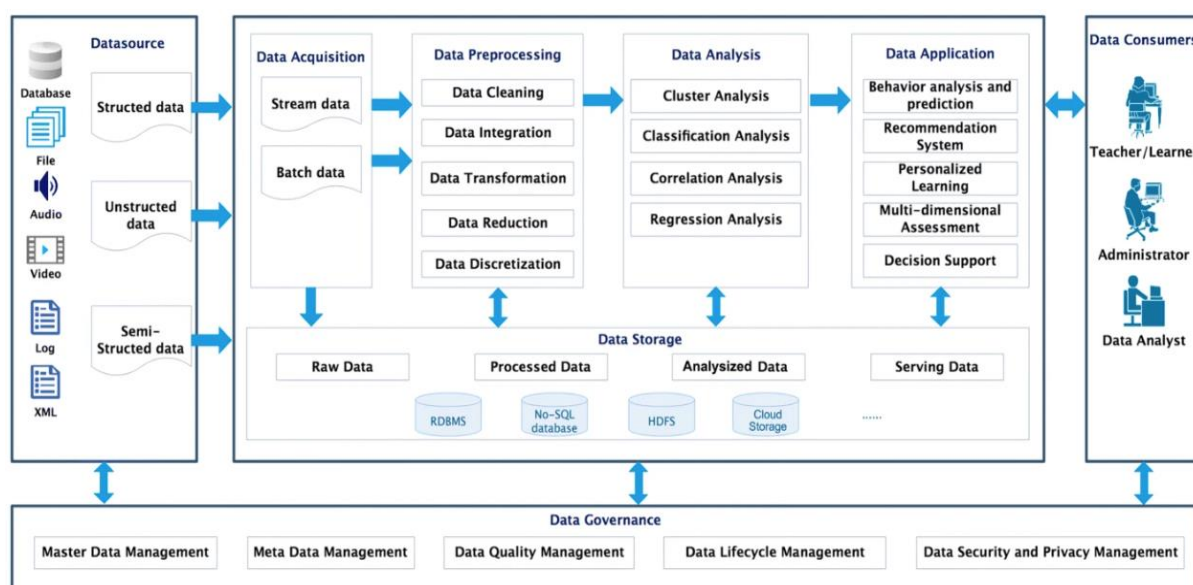 Datasource
Database
File
Audio
Video
Log
XML
Structed data
Unstructed
data
Semi-
Structed data
Data Acquisition
Stream data
Batch data
Data Preprocessing
Data Cleaning
Data Integration
Data Transformation
Data Reduction
Data Discretization
Data Analysis
Cluster Analysis
Classification Analysis
Correlation Analysis
Regression Analysis
Data Application
Behavior analysis and
prediction
Recommendation
System
Personalized
Learning
Multi-dimensional
Assessment
Decision Support
Data Storage
Raw Data
Processed Data
Analysized Data
Serving Data
RDBMS
No-SQL
database
HDFS
Cloud
Storage
......
Data Consumers
Teacher/Learne
Administrator
Data Analyst
Data Governance
Master Data Management
Meta Data Management
Data Quality Management
Data Lifecycle Management
Data Security and Privacy Management